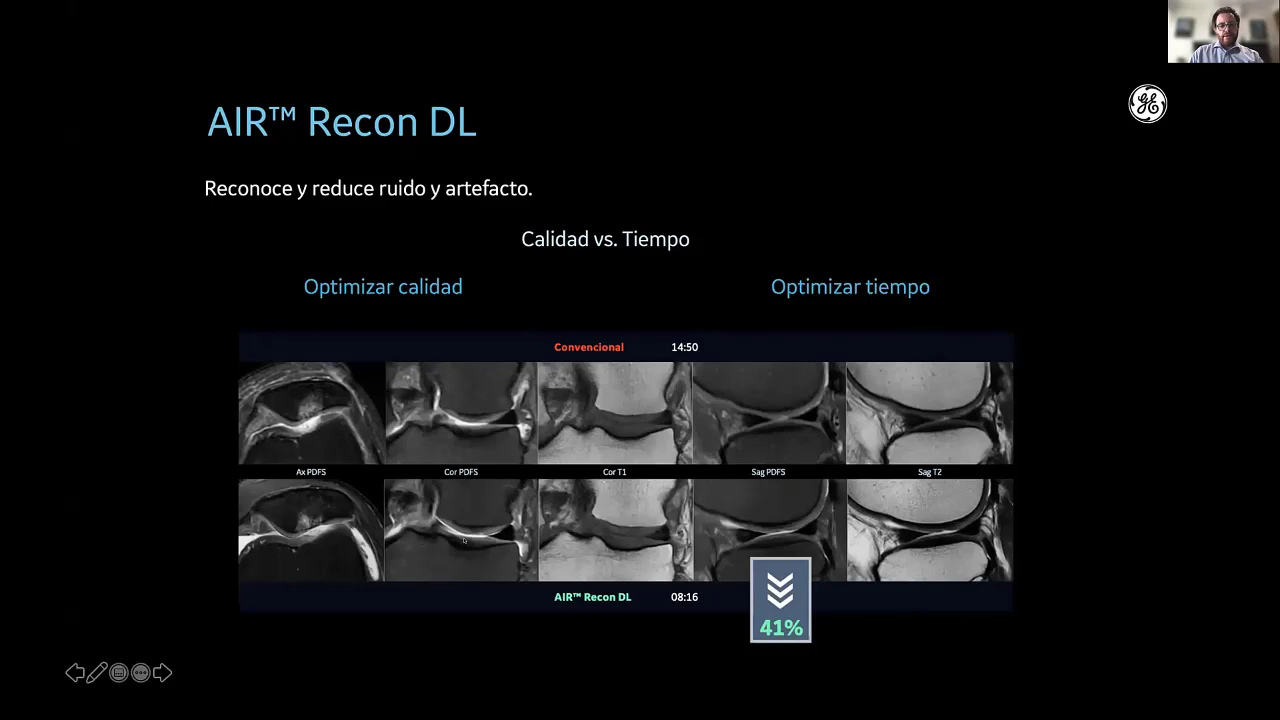 AIR™ Recon DL
Reconoce y reduce ruido y artefacto.
Calidad vs. Tiempo
Optimizar calidad
Optimizar tiempo
Convencional 14:50
Ax PDFS
Cor PDFS
Cor T1
Sag PDFS
Sag T2
AIR™ Recon DL 08:16
41%